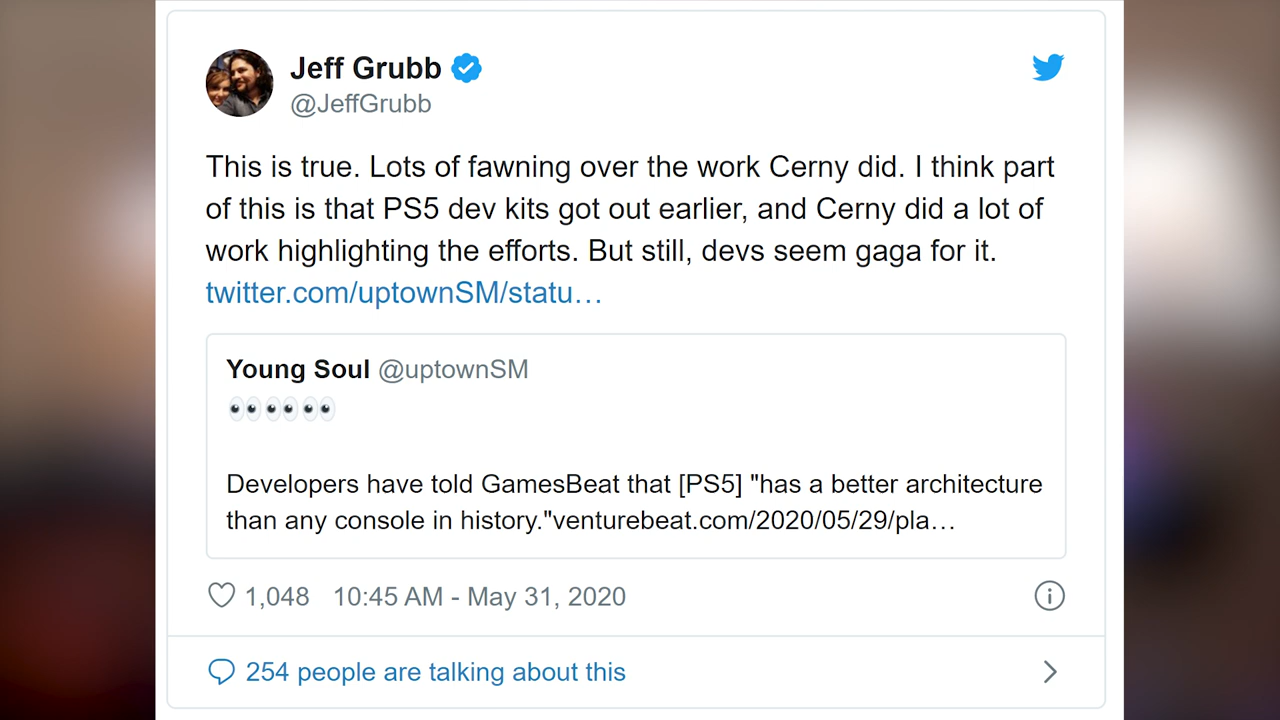 Jeff Grubb
@JeffGrubb
This is true. Lots of fawning over the work Cerny did. I think part
of this is that PS5 dev kits got out earlier, and Cerny did a lot of
work highlighting the efforts. But still, devs seem gaga for it.
twitter.com/uptownSM/statu…
Young Soul @uptownSM
👀👀👀
Developers have told GamesBeat that [PS5] "has a better architecture
than any console in history."venturebeat.com/2020/05/29/pla…
1,048 10:45 AM - May 31, 2020
254 people are talking about this